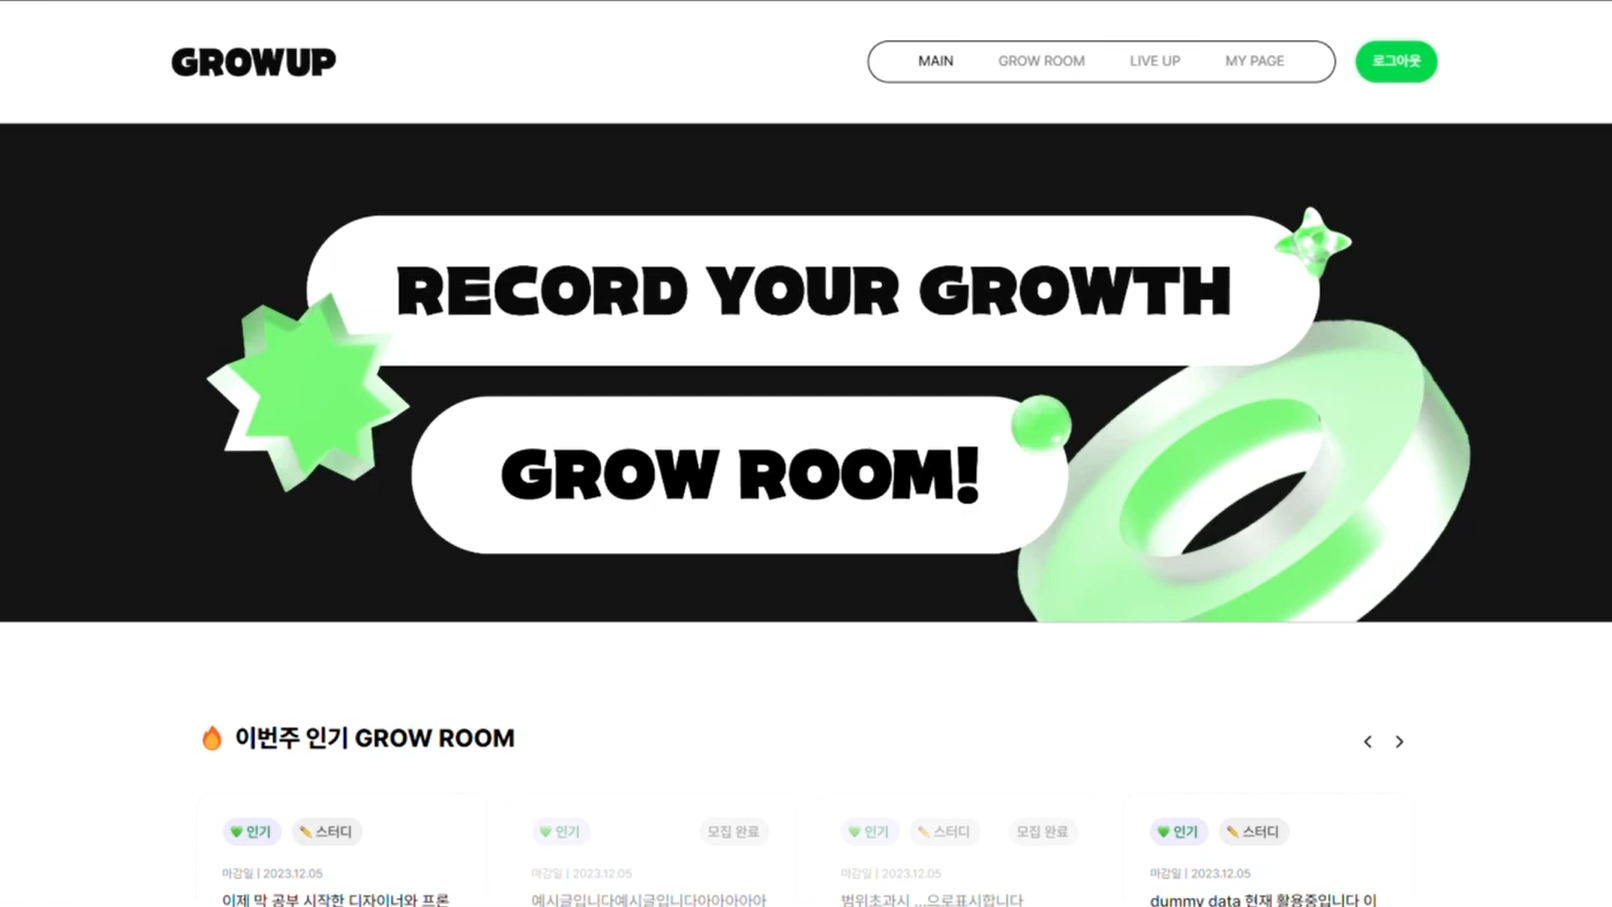 GROWUP
MAIN GROW ROOM LIVE UP MY PAGE 로그아웃
RECORD YOUR GROWTH
GROW ROOM!
이번주 인기 GROW ROOM
인기 스터디
마감일 | 2023.12.05
이제 막 공부 시작한 디자이너와 프론
인기 모집 완료
마감일 | 2023.12.05
예시글입니다예시글입니다아아아아아
인기 스터디 모집 완료
마감일 | 2023.12.05
범위초과시 ...으로표시합니다
인기 스터디
마감일 | 2023.12.05
dummy data 현재 활용중입니다 이